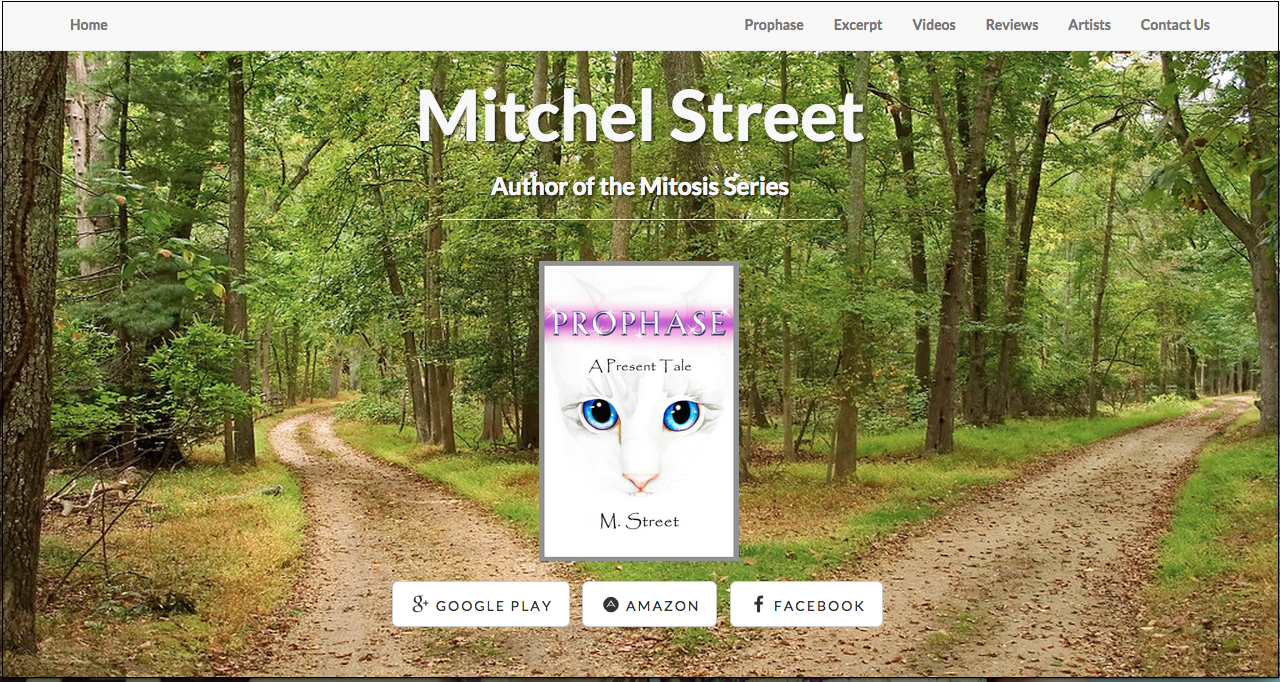 Home Prophase Excerpt Videos Reviews Artists Contact Us
Mitchel Street
Author of the Mitosis Series
PROPHASE
A Present Tale
M. Street
g+ GOOGLE PLAY AMAZON f FACEBOOK